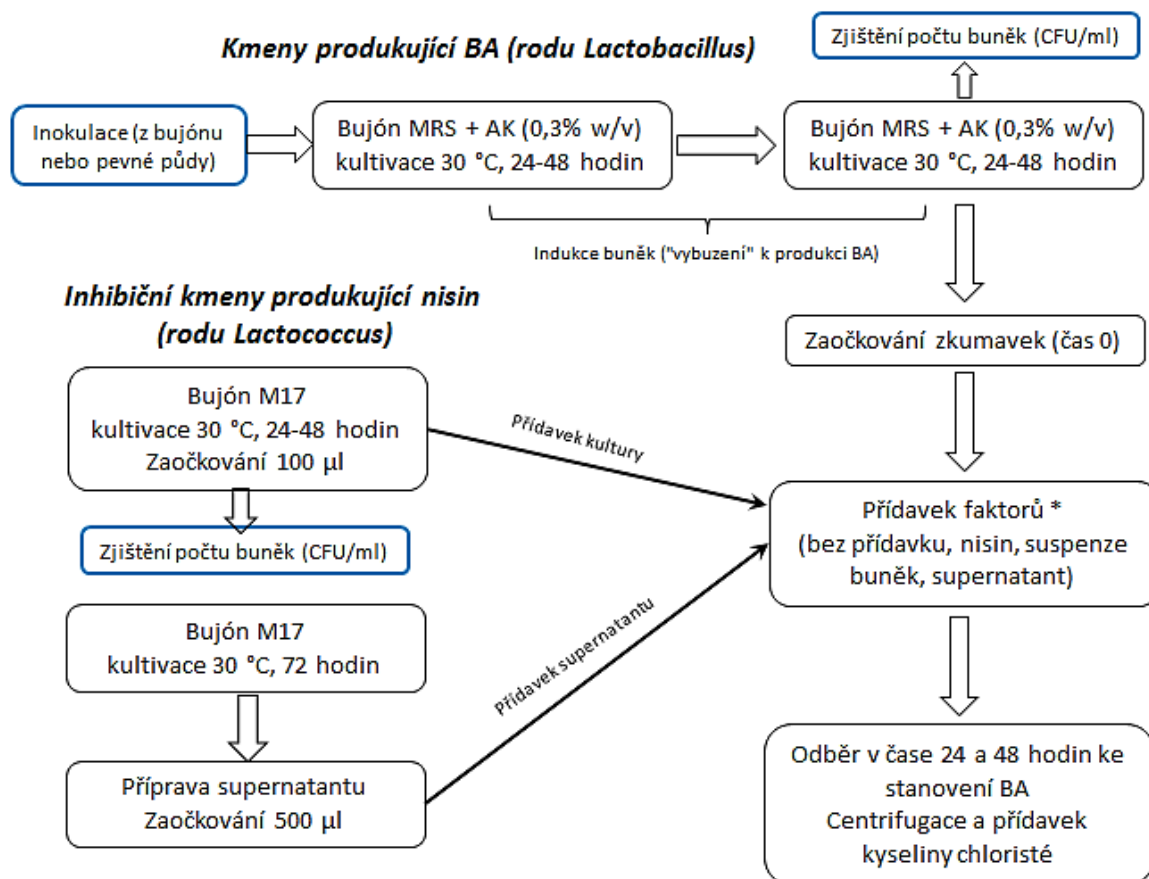 Kmeny produkující BA (rodu Lactobacillus)
Zjištění počtu buněk (CFU/ml)
Inokulace (z bujónu
nebo pevné půdy)
Bujón MRS + AK (0,3% w/v)
kultivace 30 °C, 24-48 hodin
Bujón MRS + AK (0,3% w/v)
kultivace 30 °C, 24-48 hodin
Indukce buněk ("vybuzení" k produkci BA)
Inhibiční kmeny produkující nisin
(rodu Lactococcus)
Zaočkování zkumavek (čas 0)
Bujón M17
kultivace 30 °C, 24-48 hodin
Zaočkování 100 µl
Přídavek kultury
Zjištění počtu buněk (CFU/ml)
Přídavek faktorů *
(bez přídavku, nisin, suspenze
buněk, supernatant)
Bujón M17
kultivace 30 °C, 72 hodin
Přídavek supernatantu
Příprava supernatantu
Zaočkování 500 µl
Odběr v čase 24 a 48 hodin ke
stanovení BA
Centrifugace a přídavek
kyseliny chloristé